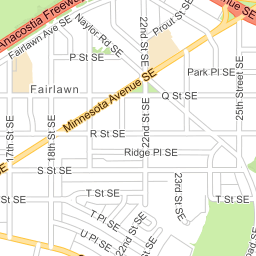 Anacostia Freeway
Fairlawn Ave SE
Naylor Rd SE
22nd St SE
Prout St SE
SE
P St SE
Park Pl SE
Minnesota Avenue SE
Fairlawn
Q St SE
25th Street SE
17th St SE
18th St SE
R St SE
22nd St SE
Ridge Pl SE
SE
S St SE
23rd St SE
T St SE
T St SE
T Pl SE
22nd St SE
U Pl SE